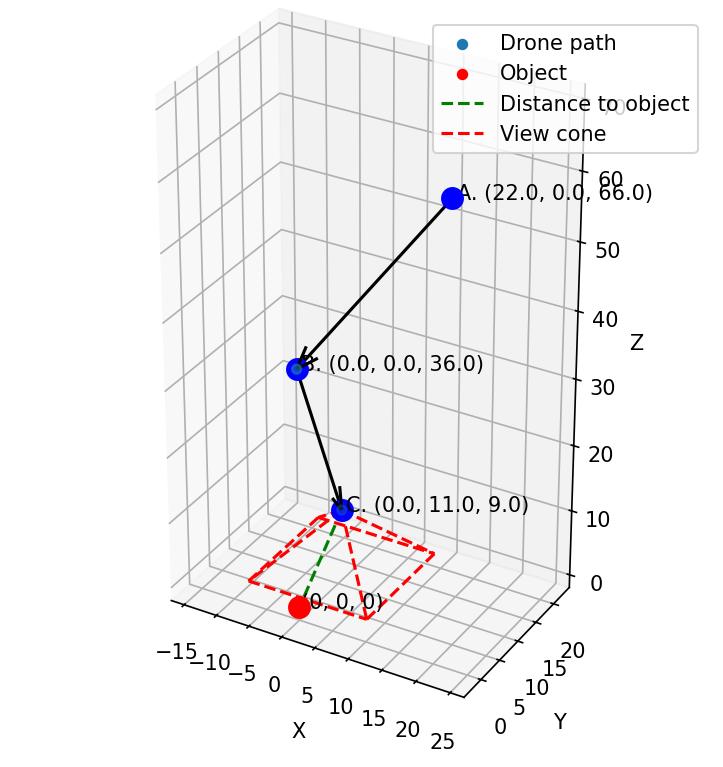 Drone path
Object
Distance to object
View cone
70
60
A. (22.0, 0.0, 66.0)
50
Z
40
B. (0.0, 0.0, 36.0)
30
20
C. (0.0, 11.0, 9.0)
10
0
0, 0, 0)
−15
−10
−5
0
5
10
15
20
25
X
0
5
10
15
20
Y